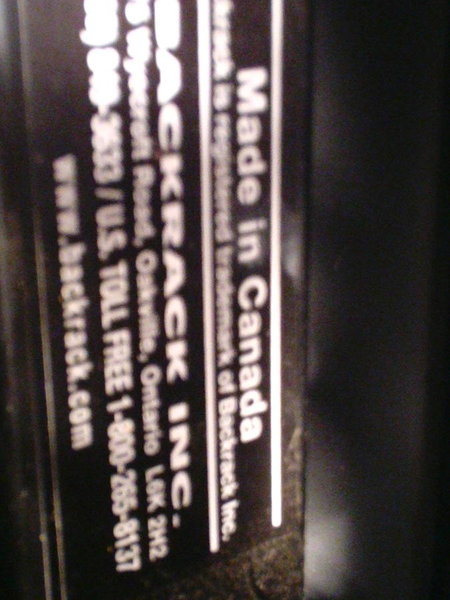 Made in Canada
is registered trademark of Backrack Inc.
BACKRACK INC.
Wyecroft Road, Oakville, Ontario L6K 2H2
3633 / U.S. TOLL FREE 1-800-265-8137
www.backrack.com